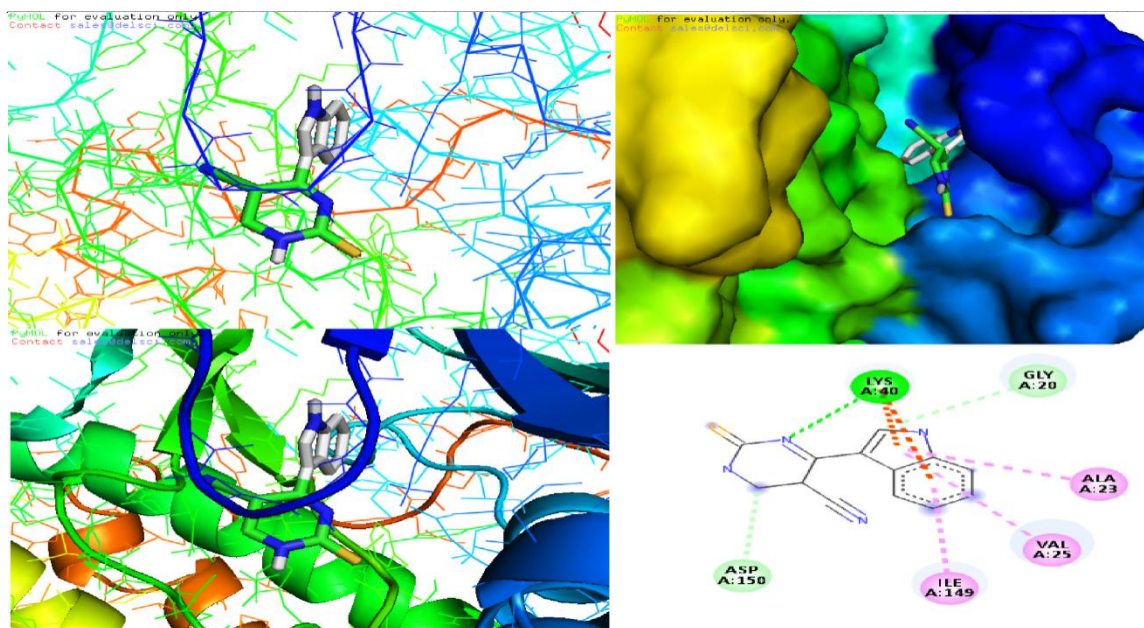 PyMOL for evaluation only.
Contact sales@delsci.com.
PyMOL for evaluation only.
Contact sales@delsci.com.
PyMOL for evaluation only.
Contact sales@delsci.com.
LYS
A:40
GLY
A:20
N
N
S
N
N
N
ALA
A:23
VAL
A:25
ASP
A:150
ILE
A:149